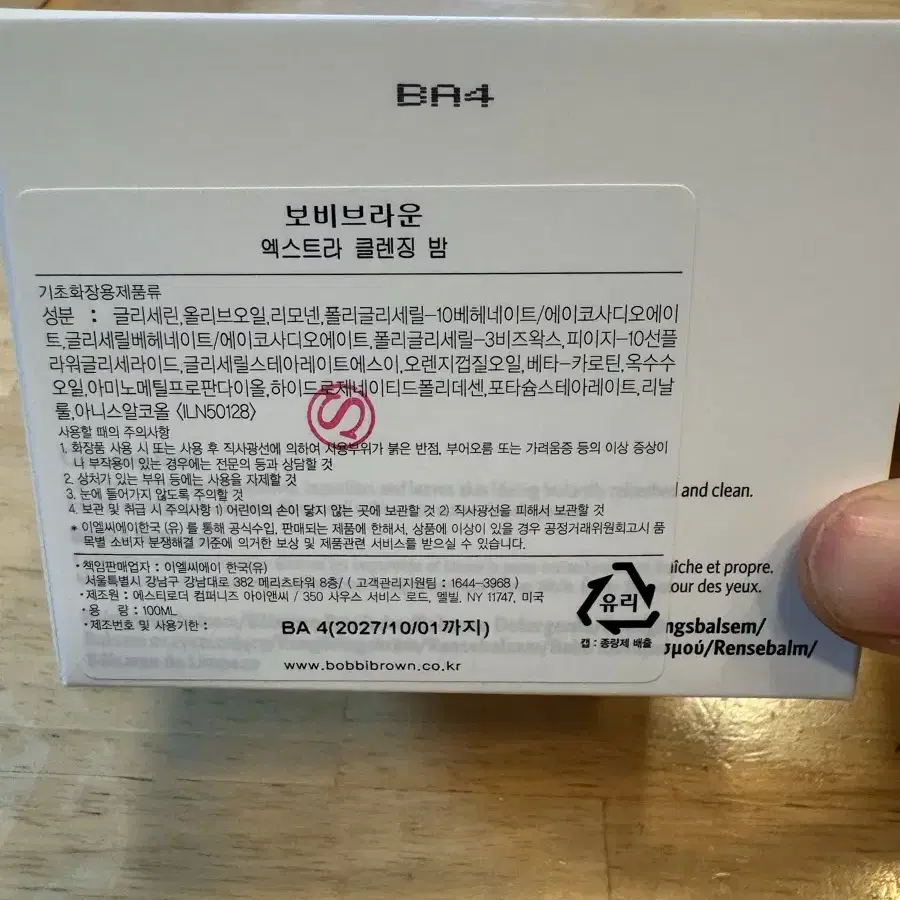 BA4
보비브라운
엑스트라 클렌징 밤
기초화장용제품류
성분 : 글리세린,올리브오일,리모넨,폴리글리세릴-10베헤네이트/에이코사디오에이
트,글리세릴베헤네이트/에이코사디오에이트,폴리글리세릴-3비즈왁스,피이지-10선플
라워글리세라이드,글리세릴스테아레이트에스이,오렌지껍질오일,베타-카로틴,옥수수
오일,아미노메틸프로판다이올,하이드로제네이티드폴리데센,포타슘스테아레이트,리날
룰,아니스알코올 <ILN50128>
사용할 때의 주의사항
1. 화장품 사용 시 또는 사용 후 직사광선에 의하여 사용부위가 붉은 반점, 부어오름 또는 가려움증 등의 이상 증상이
나 부작용이 있는 경우에는 전문의 등과 상담할 것
2. 상처가 있는 부위 등에는 사용을 자제할 것
3. 눈에 들어가지 않도록 주의할 것
4. 보관 및 취급 시 주의사항 1) 어린이의 손이 닿지 않는 곳에 보관할 것 2) 직사광선을 피해서 보관할 것
and clean.
* 이엘씨에이한국 (유) 를 통해 공식수입, 판매되는 제품에 한해서, 상품에 이상이 있을 경우 공정거래위원회고시 품
목별 소비자 분쟁해결 기준에 의거한 보상 및 제품관련 서비스를 받으실 수 있습니다.
• 책임판매업자 : 이엘씨에이 한국(유)
서울특별시 강남구 강남대로 382 메리츠타워 8층/ ( 고객관리지원팀 : 1644-3968 )
• 제조원 : 에스티로더 컴퍼니즈 아이앤씨 / 350 사우스 서비스 로드, 멜빌, NY 11747, 미국
• 용 량 : 100ML
• 제조번호 및 사용기한 : BA 4(2027/10/01까지)
www.bobbibrown.co.kr
유리
캡 : 종량제 배출
aîche et propre.
our des yeux.
ngsbalsem/
σμού/Rensebalm/